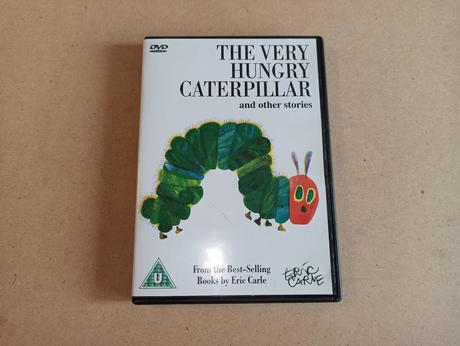 DVD
THE VERY
HUNGRY
CATERPILLAR
and other stories
U
From the Best-Selling
Books by Eric Carle
ERIC
CARLE